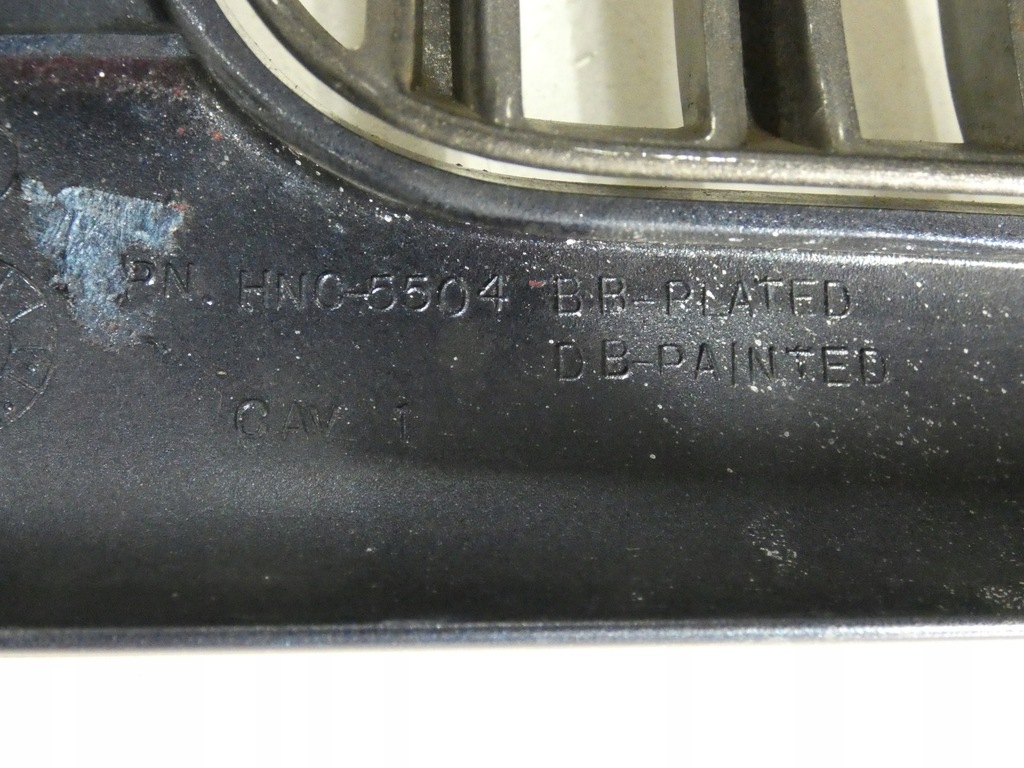 PN. HNC-5504 BB-PLATED
DB-PAINTED
CAV. 1